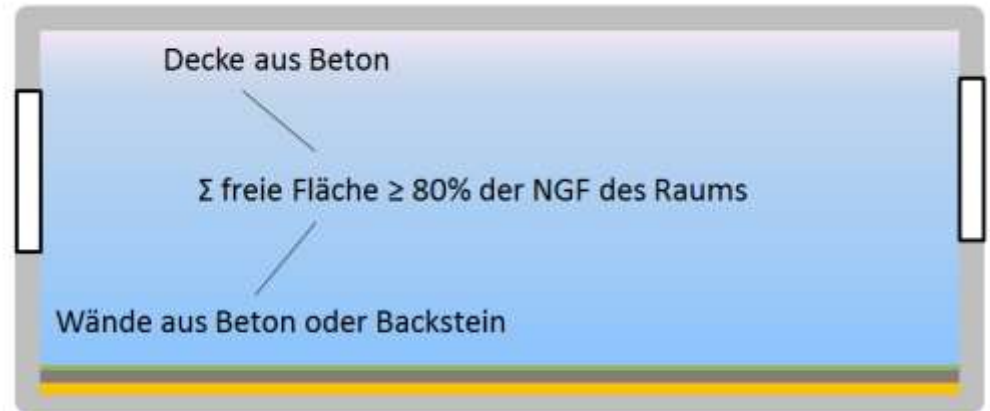 Decke aus Beton
Σ freie Fläche ≥ 80% der NGF des Raums
Wände aus Beton oder Backstein